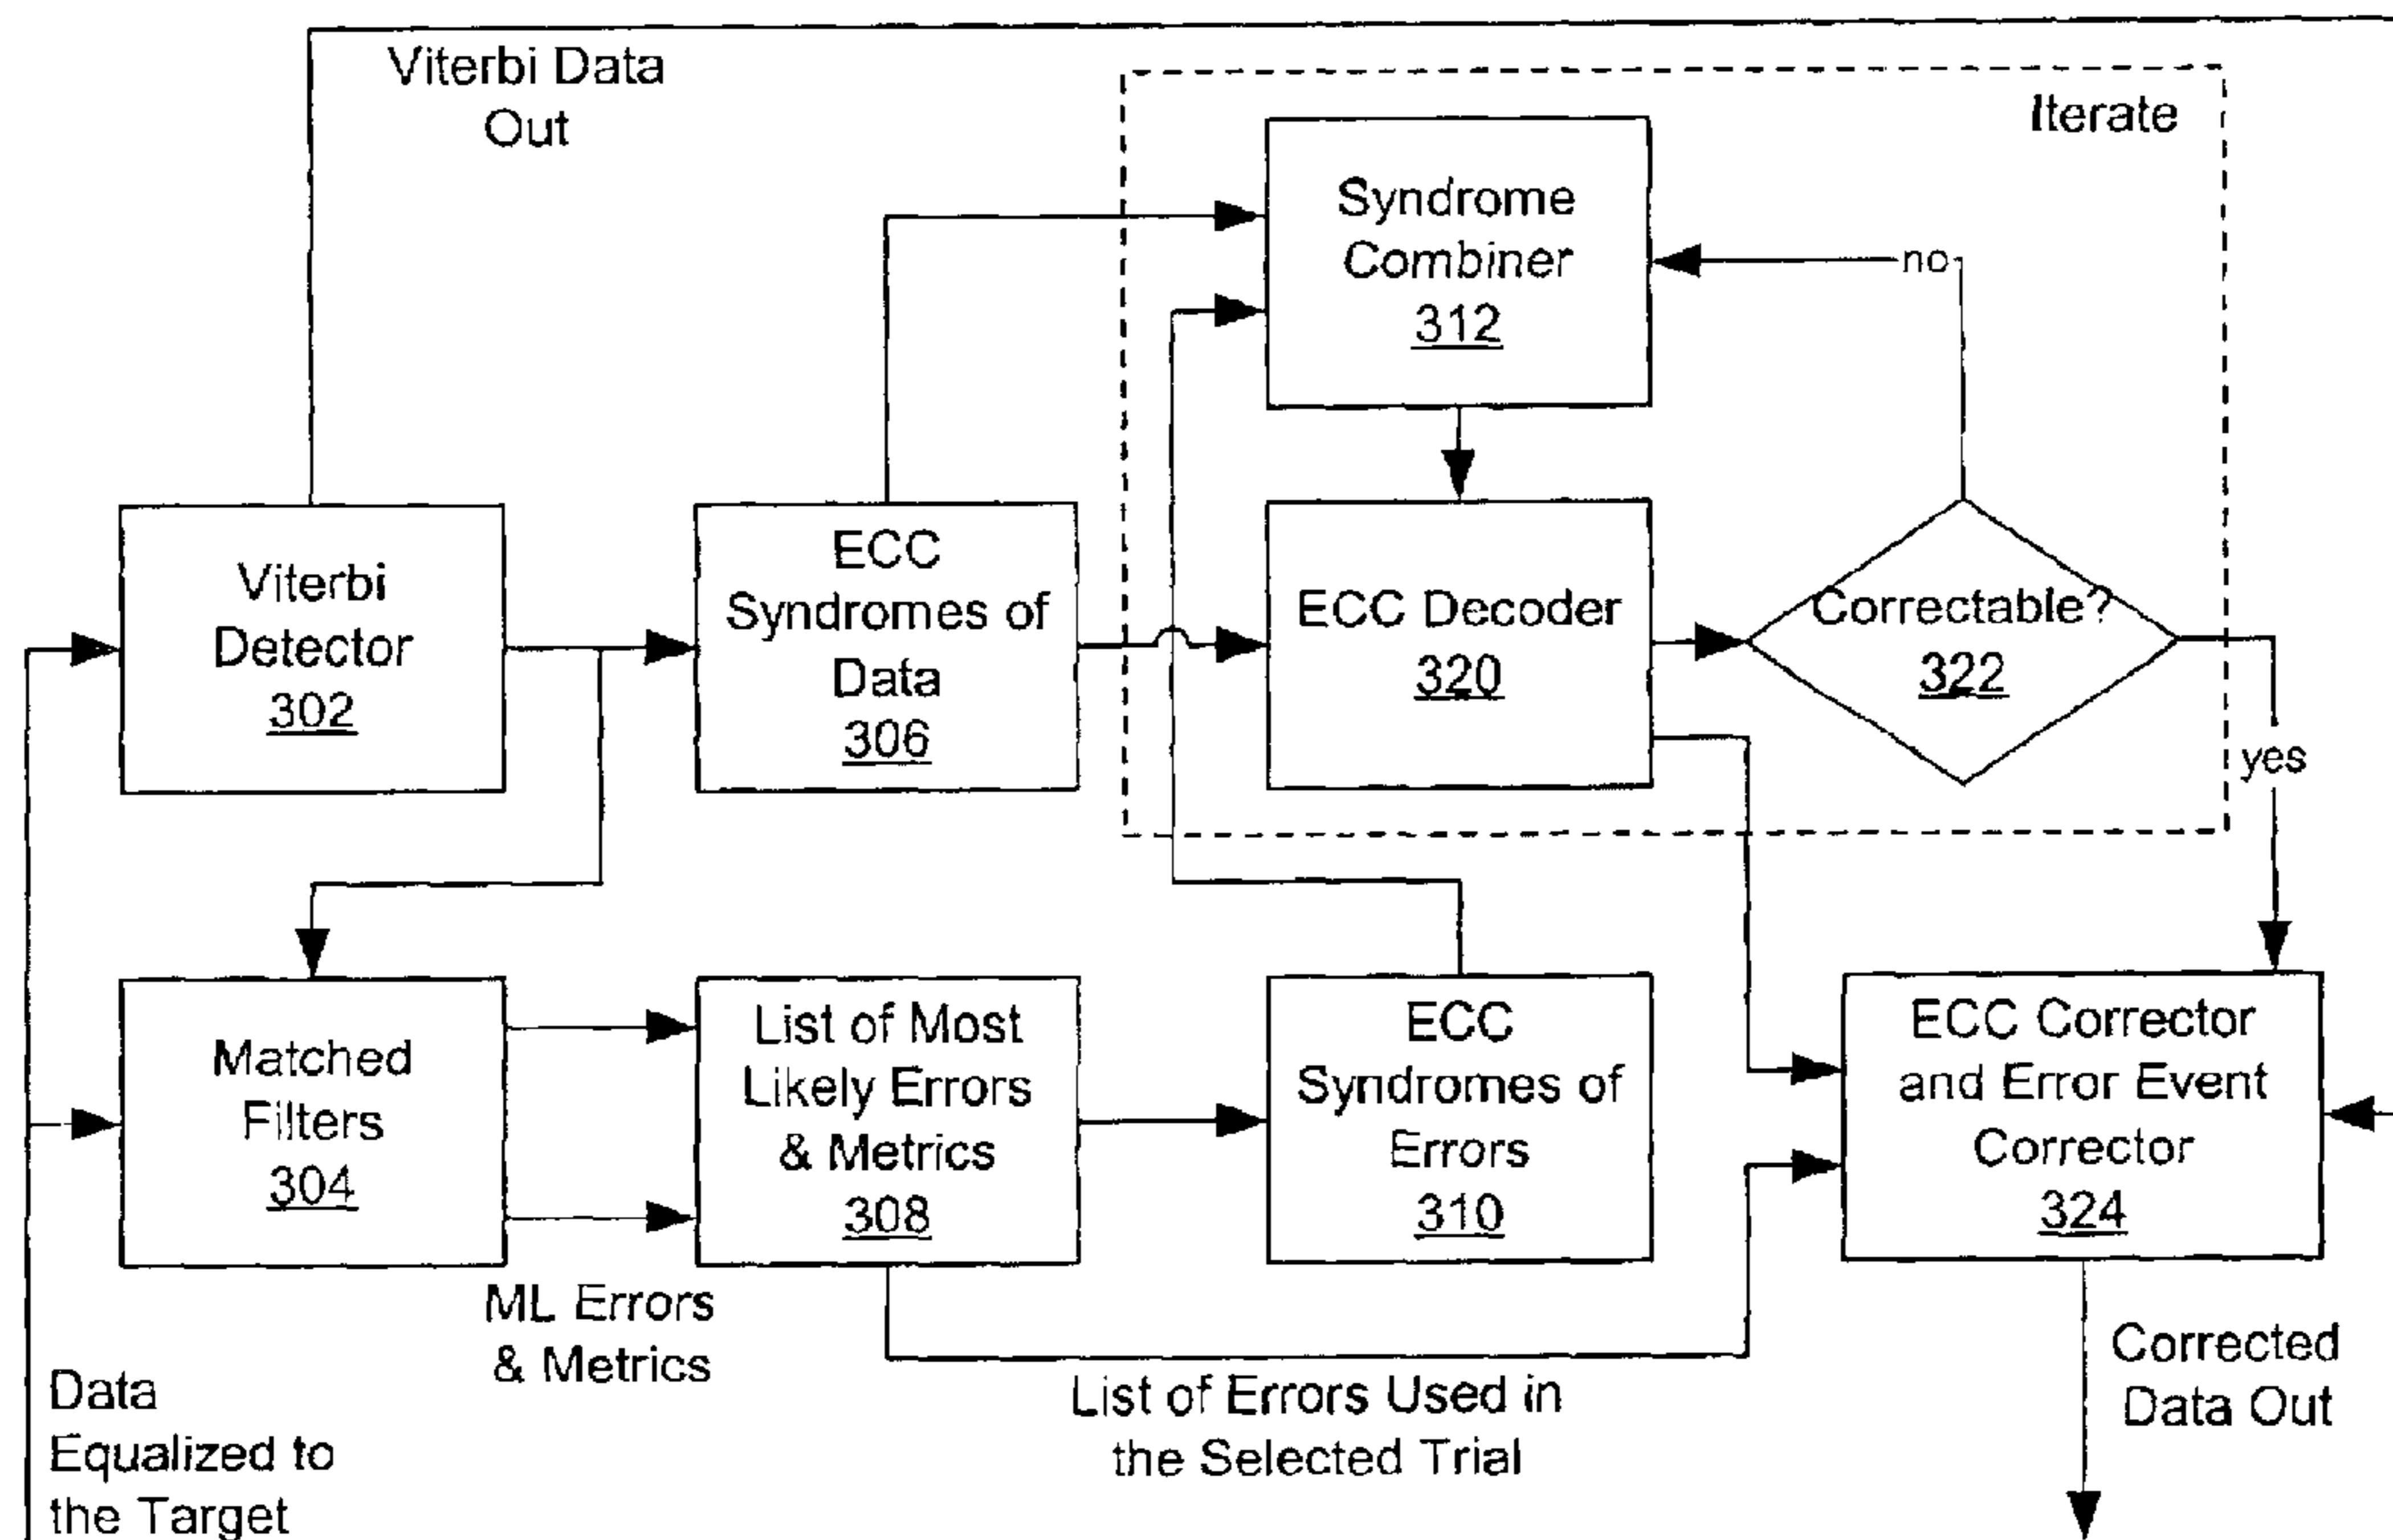 Viterbi Data
Out
Iterate
Syndrome
Combiner
312
no
Viterbi
Detector
302
ECC
Syndromes of
Data
306
ECC Decoder
320
Correctable?
322
yes
Matched
Filters
304
List of Most
Likely Errors
& Metrics
308
ECC
Syndromes of
Errors
310
ECC Corrector
and Error Event
Corrector
324
ML Errors
& Metrics
Data
Equalized to
the Target
List of Errors Used in
the Selected Trial
Corrected
Data Out